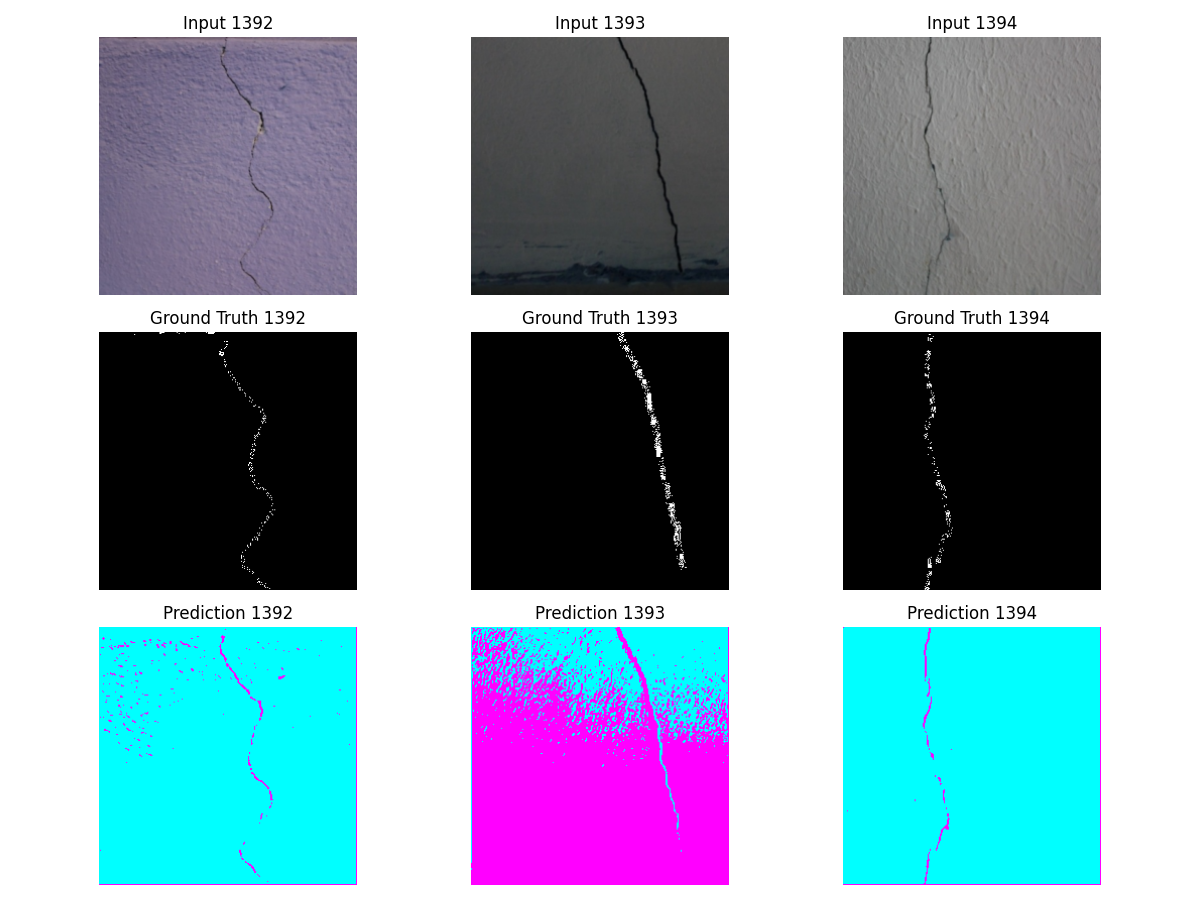 Input 1392
Input 1393
Input 1394
Ground Truth 1392
Ground Truth 1393
Ground Truth 1394
Prediction 1392
Prediction 1393
Prediction 1394